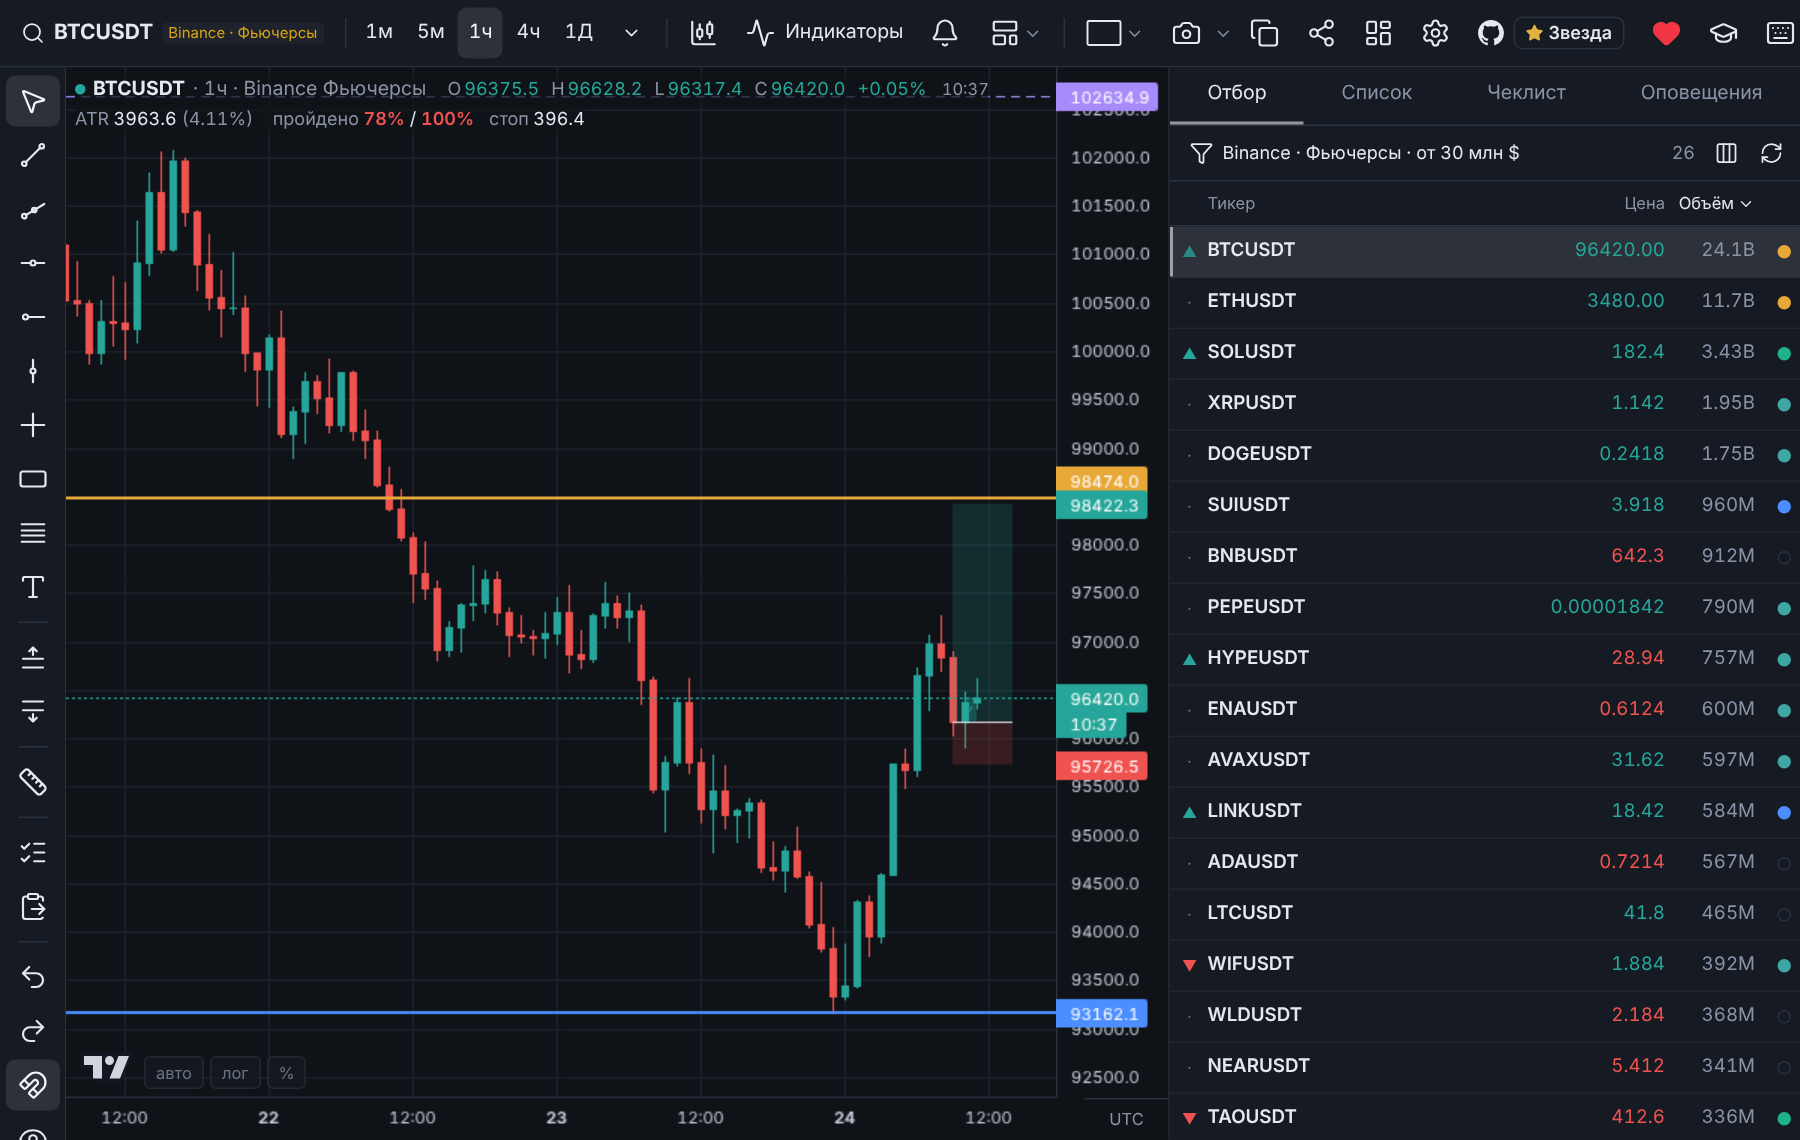 BTCUSDT Binance · Фьючерсы 1м 5м 1ч 4ч 1Д Индикаторы Звезда
BTCUSDT · 1ч · Binance Фьючерсы O 96375.5 H 96628.2 L 96317.4 C 96420.0 +0.05% 10:37
ATR 3963.6 (4.11%) пройдено 78% / 100% стоп 396.4
102634.9
102000.0
101500.0
101000.0
100500.0
100000.0
99500.0
99000.0
98474.0
98422.3
98000.0
97500.0
97000.0
96420.0
10:37
96000.0
95726.5
95500.0
95000.0
94500.0
94000.0
93500.0
93162.1
93000.0
92500.0
авто лог %
12:00 22 12:00 23 12:00 24 12:00 UTC
Отбор Список Чеклист Оповещения
Binance · Фьючерсы · от 30 млн $ 26
Тикер Цена Объём
BTCUSDT 96420.00 24.1B
ETHUSDT 3480.00 11.7B
SOLUSDT 182.4 3.43B
XRPUSDT 1.142 1.95B
DOGEUSDT 0.2418 1.75B
SUIUSDT 3.918 960M
BNBUSDT 642.3 912M
PEPEUSDT 0.00001842 790M
HYPEUSDT 28.94 757M
ENAUSDT 0.6124 600M
AVAXUSDT 31.62 597M
LINKUSDT 18.42 584M
ADAUSDT 0.7214 567M
LTCUSDT 41.8 465M
WIFUSDT 1.884 392M
WLDUSDT 2.184 368M
NEARUSDT 5.412 341M
TAOUSDT 412.6 336M